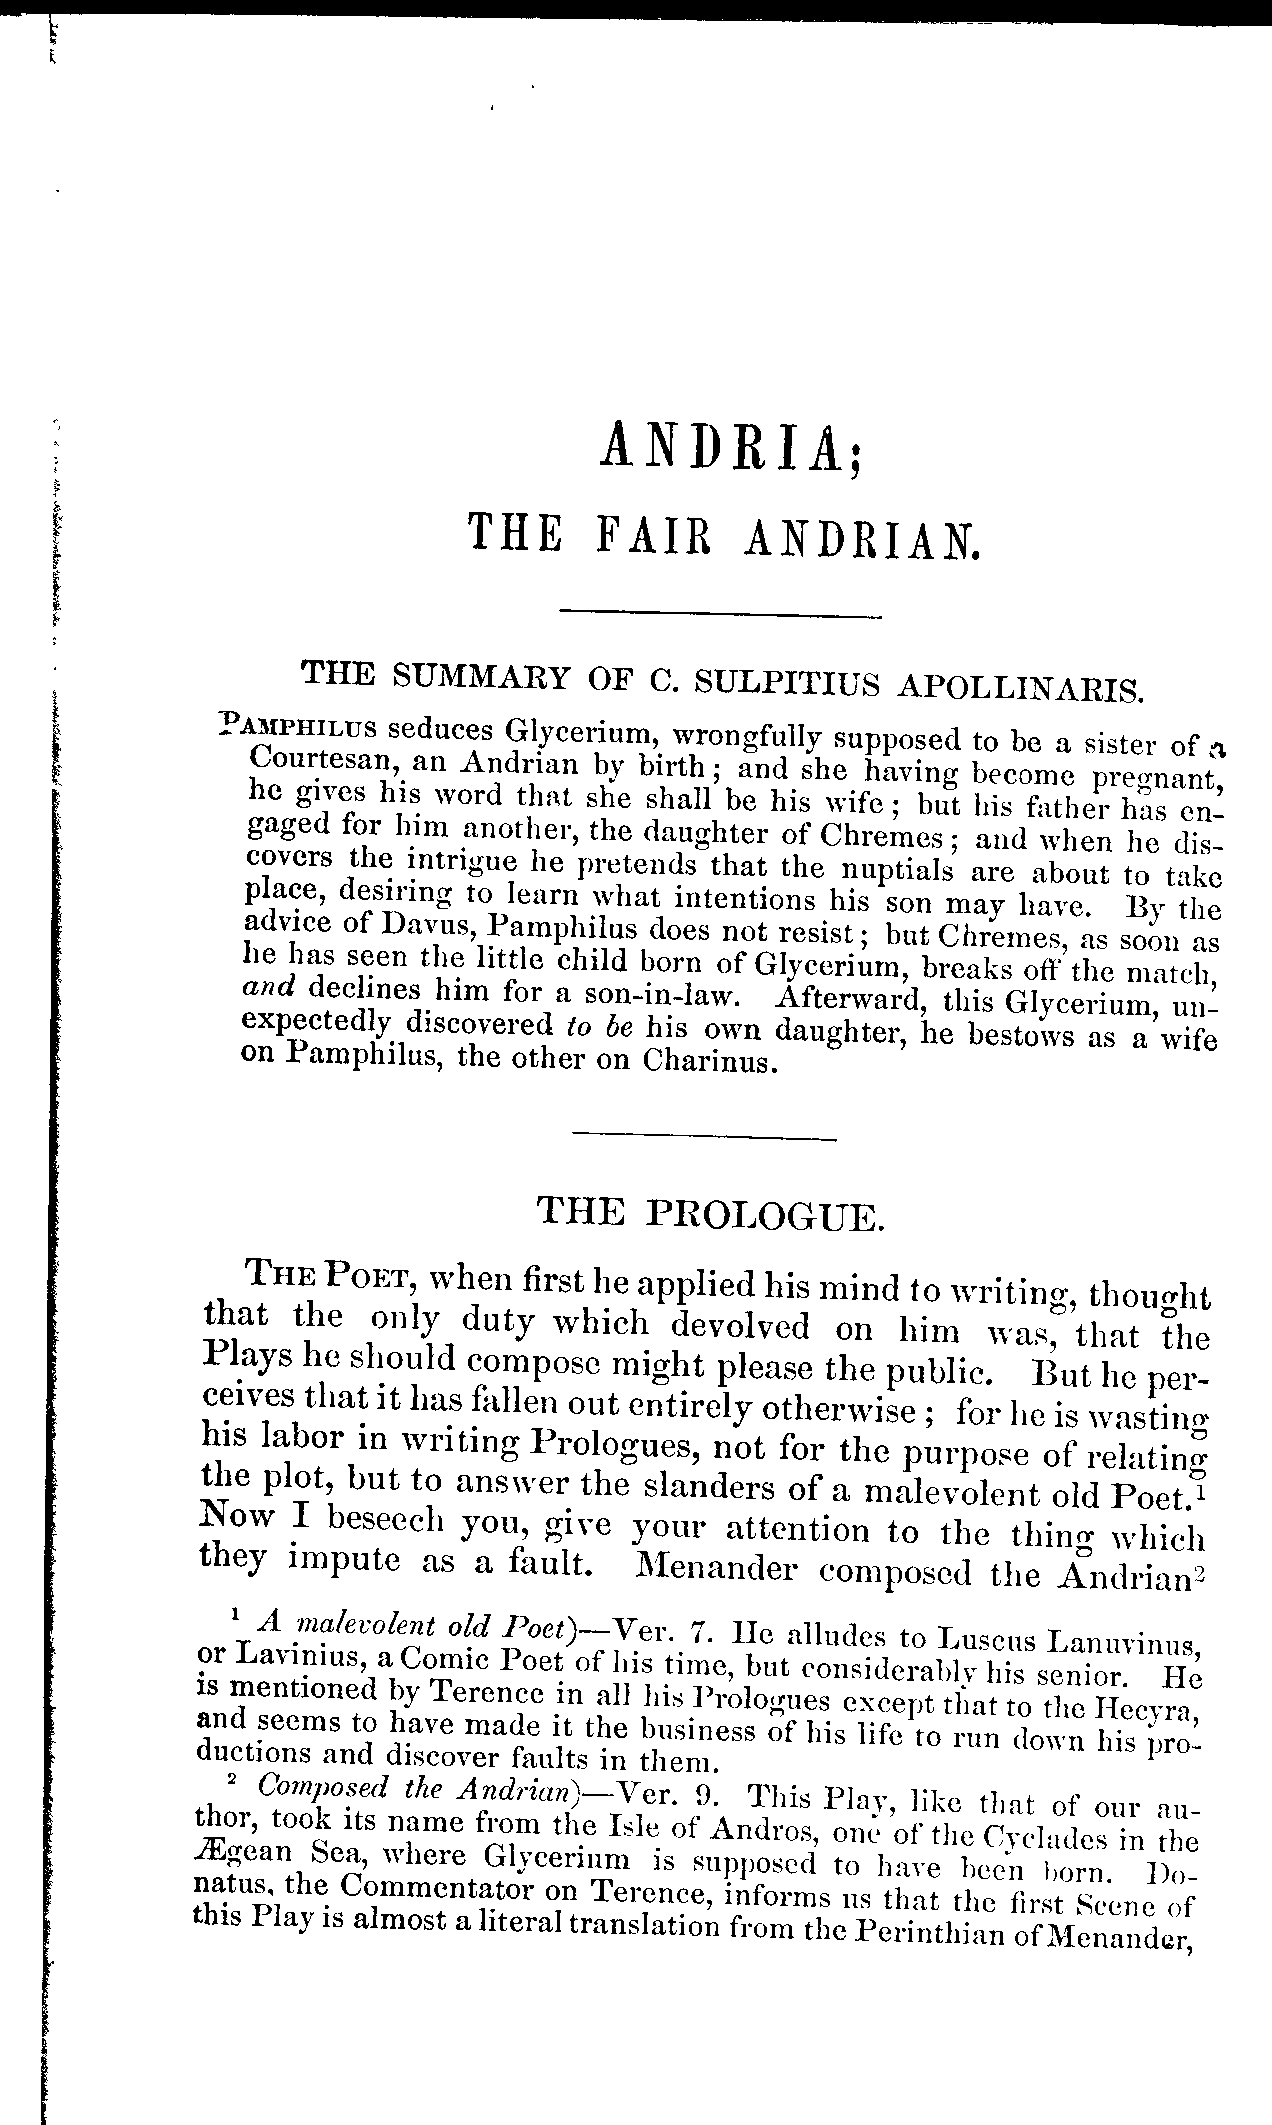 ANDRIA;
THE FAIR ANDRIAN.
THE SUMMARY OF C. SULPITIUS APOLLINARIS.
PAMPHILUS seduces Glycerium, wrongfully supposed to be a sister of a
Courtesan, an Andrian by birth; and she having become pregnant,
he gives his word that she shall be his wife; but his father has en-
gaged for him another, the daughter of Chremes; and when he dis-
covers the intrigue he pretends that the nuptials are about to take
place, desiring to learn what intentions his son may have. By the
advice of Davus, Pamphilus does not resist; but Chremes, as soon as
he has seen the little child born of Glycerium, breaks off the match,
and declines him for a son-in-law. Afterward, this Glycerium, un-
expectedly discovered to be his own daughter, he bestows as a wife
on Pamphilus, the other on Charinus.
THE PROLOGUE.
THE POET, when first he applied his mind to writing, thought
that the only duty which devolved on him was, that the
Plays he should compose might please the public. But he per-
ceives that it has fallen out entirely otherwise; for he is wasting
his labor in writing Prologues, not for the purpose of relating
the plot, but to answer the slanders of a malevolent old Poet.¹
Now I beseech you, give your attention to the thing which
they impute as a fault. Menander composed the Andrian²
¹ A malevolent old Poet)—Ver. 7. He alludes to Luscus Lanuvinus,
or Lavinius, a Comic Poet of his time, but considerably his senior. He
is mentioned by Terence in all his Prologues except that to the Hecyra,
and seems to have made it the business of his life to run down his pro-
ductions and discover faults in them.
² Composed the Andrian)—Ver. 9. This Play, like that of our au-
thor, took its name from the Isle of Andros, one of the Cyclades in the
Ægean Sea, where Glycerium is supposed to have been born. Do-
natus, the Commentator on Terence, informs us that the first Scene of
this Play is almost a literal translation from the Perinthian of Menander,